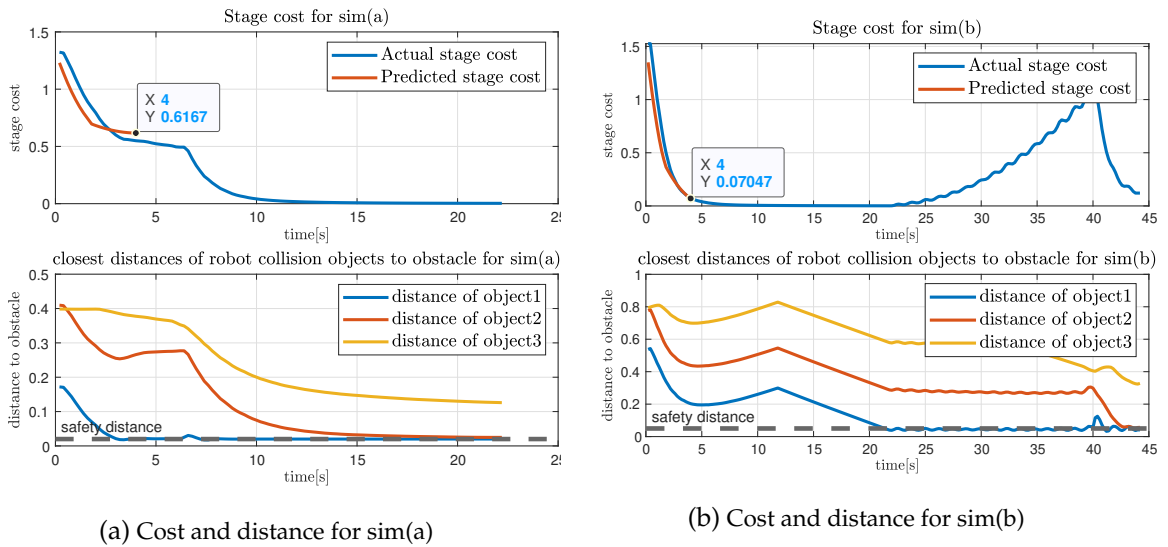 Stage cost for sim(a)
1.5
1
0.5
0
stage cost
Actual stage cost
Predicted stage cost
X 4
Y 0.6167
0 5 10 15 20 25
time[s]
closest distances of robot collision objects to obstacle for sim(a)
0.5
0.4
0.3
0.2
0.1
0
distance to obstacle
distance of object1
distance of object2
distance of object3
safety distance
0 5 10 15 20 25
time[s]
(a) Cost and distance for sim(a)
Stage cost for sim(b)
1.5
1
0.5
0
stage cost
Actual stage cost
Predicted stage cost
X 4
Y 0.07047
0 5 10 15 20 25 30 35 40 45
time[s]
closest distances of robot collision objects to obstacle for sim(b)
1
0.8
0.6
0.4
0.2
0
distance to obstacle
distance of object1
distance of object2
distance of object3
safety distance
0 5 10 15 20 25 30 35 40 45
time[s]
(b) Cost and distance for sim(b)